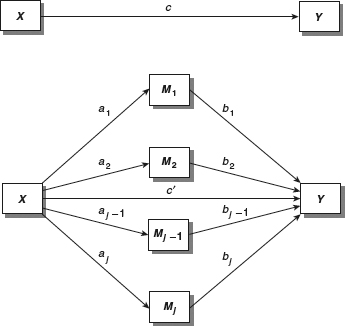 c
X Y
M1
a1 b1
M2
a2 b2
c′
X Y
aj–1 bj–1
Mj–1
aj bj
Mj